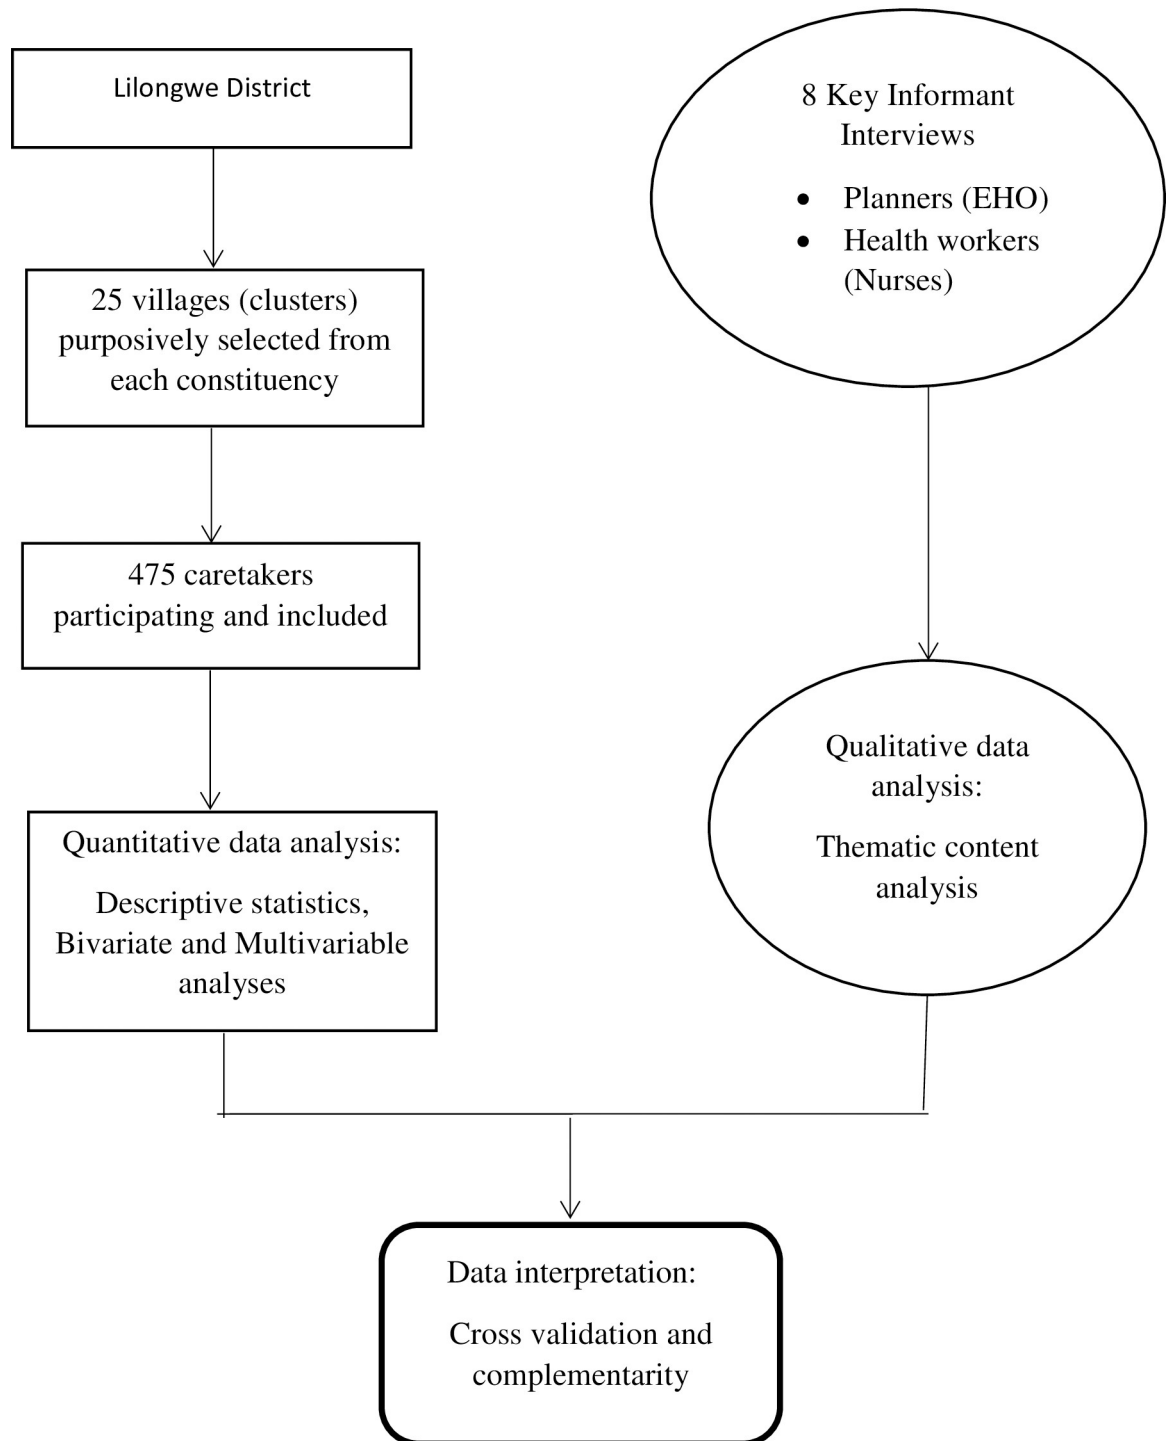 Lilongwe District
25 villages (clusters)
purposively selected from
each constituency
475 caretakers
participating and included
Quantitative data analysis:
Descriptive statistics,
Bivariate and Multivariable
analyses
8 Key Informant
Interviews
• Planners (EHO)
• Health workers
(Nurses)
Qualitative data
analysis:
Thematic content
analysis
Data interpretation:
Cross validation and
complementarity